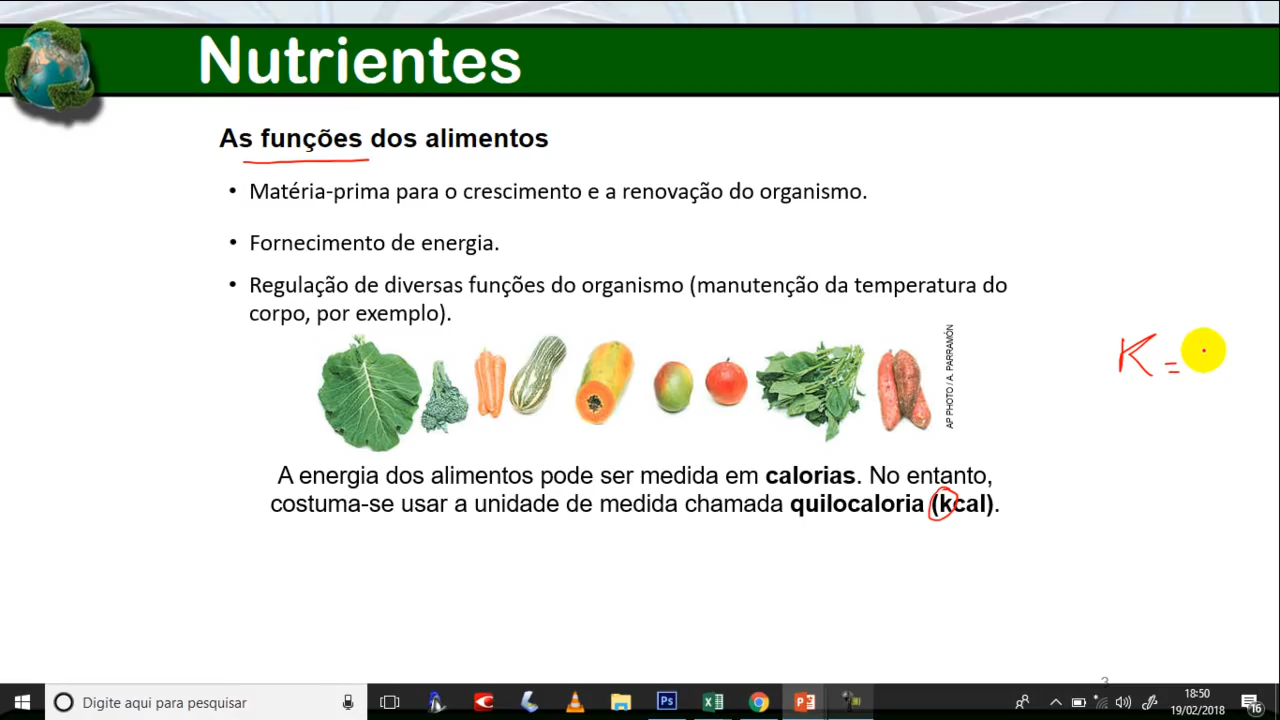 Nutrientes
As funções dos alimentos
• Matéria-prima para o crescimento e a renovação do organismo.
• Fornecimento de energia.
• Regulação de diversas funções do organismo (manutenção da temperatura do
corpo, por exemplo).
AP PHOTO / A. PARRAMÓN
K =
A energia dos alimentos pode ser medida em calorias. No entanto,
costuma-se usar a unidade de medida chamada quilocaloria (kcal).
3
Digite aqui para pesquisar
18:50
19/02/2018
16